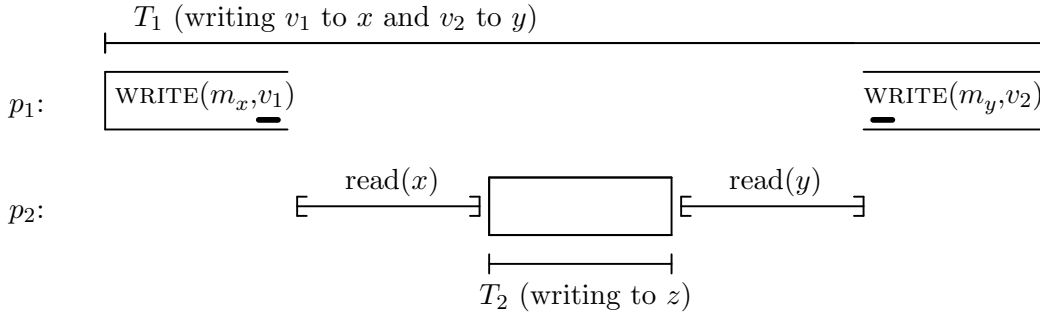 T₁ (writing v₁ to x and v₂ to y)
p₁: WRITE(mₓ,v₁) WRITE(m_y,v₂)
read(x) read(y)
p₂:
T₂ (writing to z)